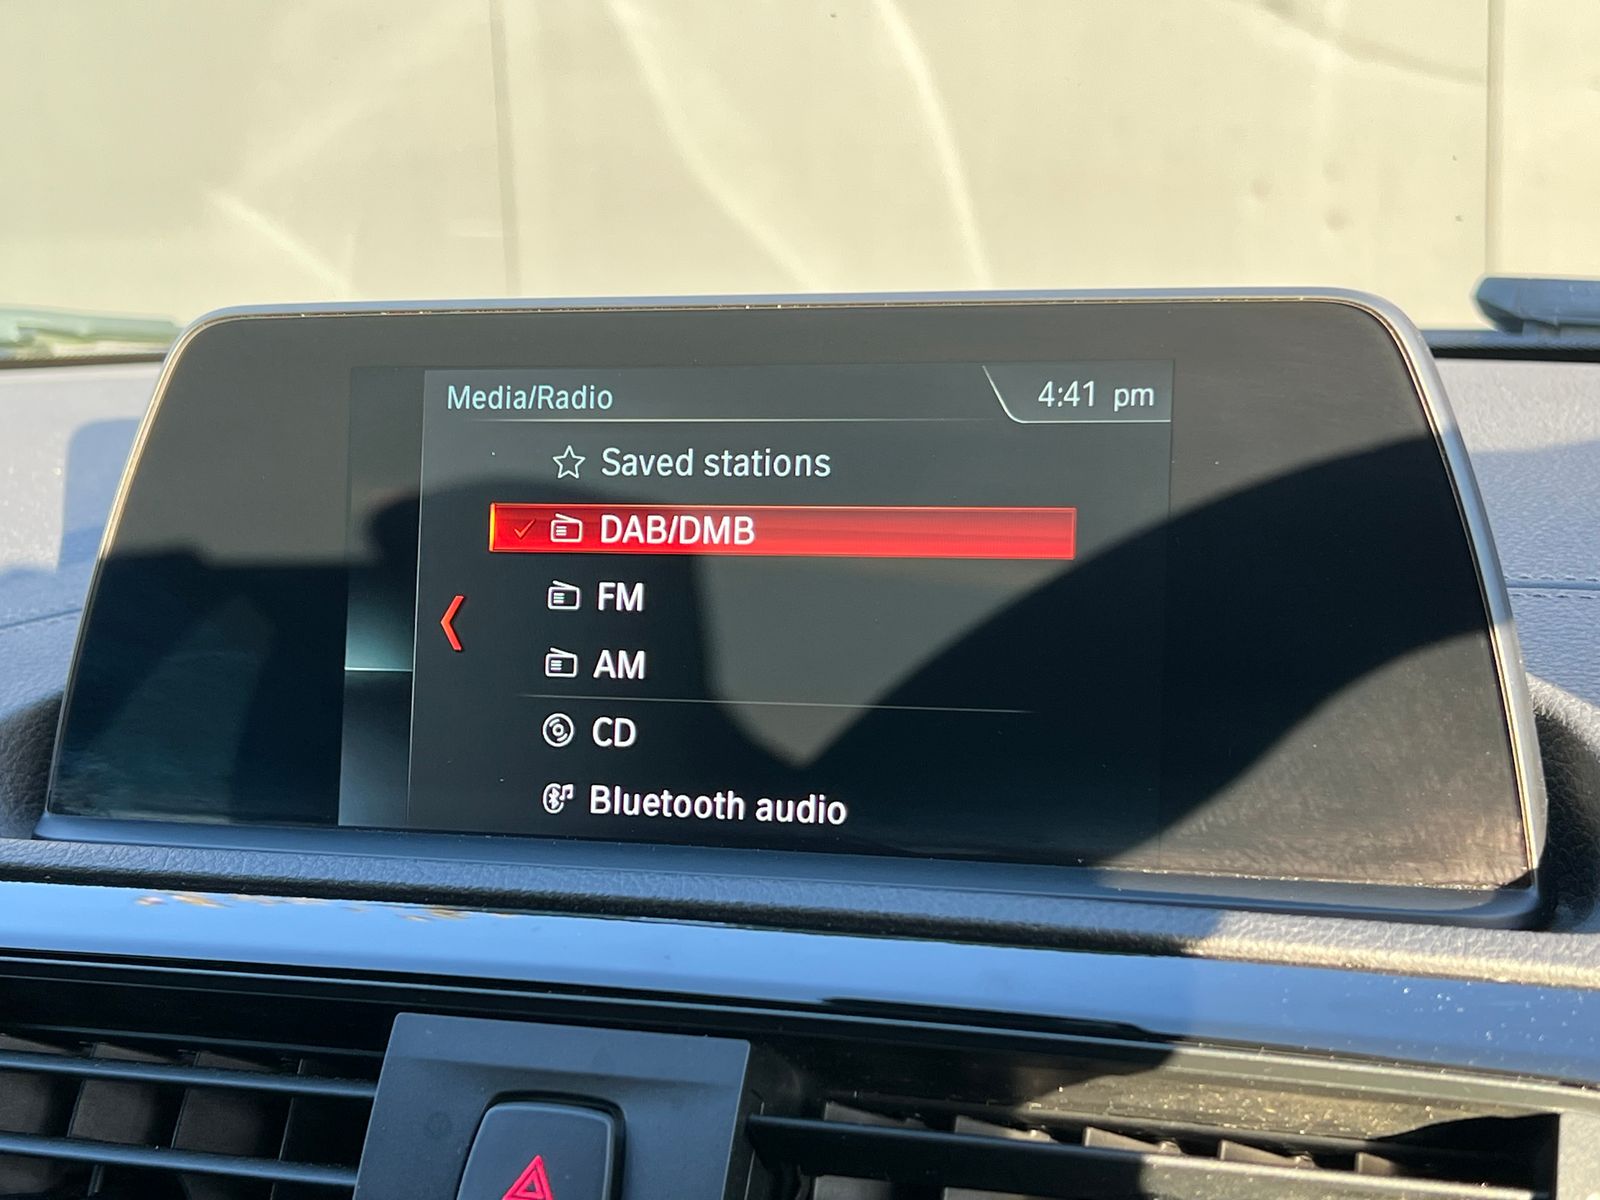 Media/Radio
4:41 pm
Saved stations
DAB/DMB
FM
AM
CD
Bluetooth audio